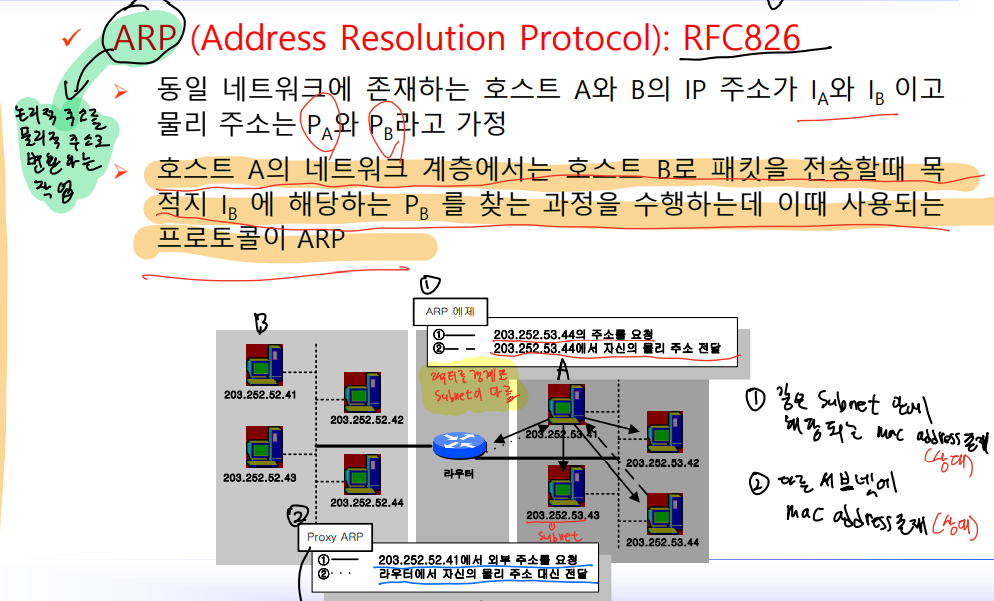 ✓ ARP (Address Resolution Protocol): RFC826
➢ 동일 네트워크에 존재하는 호스트 A와 B의 IP 주소가 I_A와 I_B 이고
물리 주소는 P_A와 P_B라고 가정
논리적 주소를
물리적 주소로
변환하는
작업
➢ 호스트 A의 네트워크 계층에서는 호스트 B로 패킷을 전송할때 목
적지 I_B 에 해당하는 P_B 를 찾는 과정을 수행하는데 이때 사용되는
프로토콜이 ARP
①
ARP 예제
① 203.252.53.44의 주소를 요청
② 203.252.53.44에서 자신의 물리 주소 전달
B
203.252.52.41
203.252.52.42
203.252.52.43
203.252.52.44
라우터를 경계로
Subnet이 다름
라우터
A
203.252.53.41
203.252.53.42
203.252.53.43
Subnet
203.252.53.44
① 같은 Subnet 안에
해당되는 mac address 존재
(상대)
② 다른 서브넷에
mac address 존재 (상대)
②
Proxy ARP
① 203.252.52.41에서 외부 주소를 요청
② 라우터에서 자신의 물리 주소 대신 전달